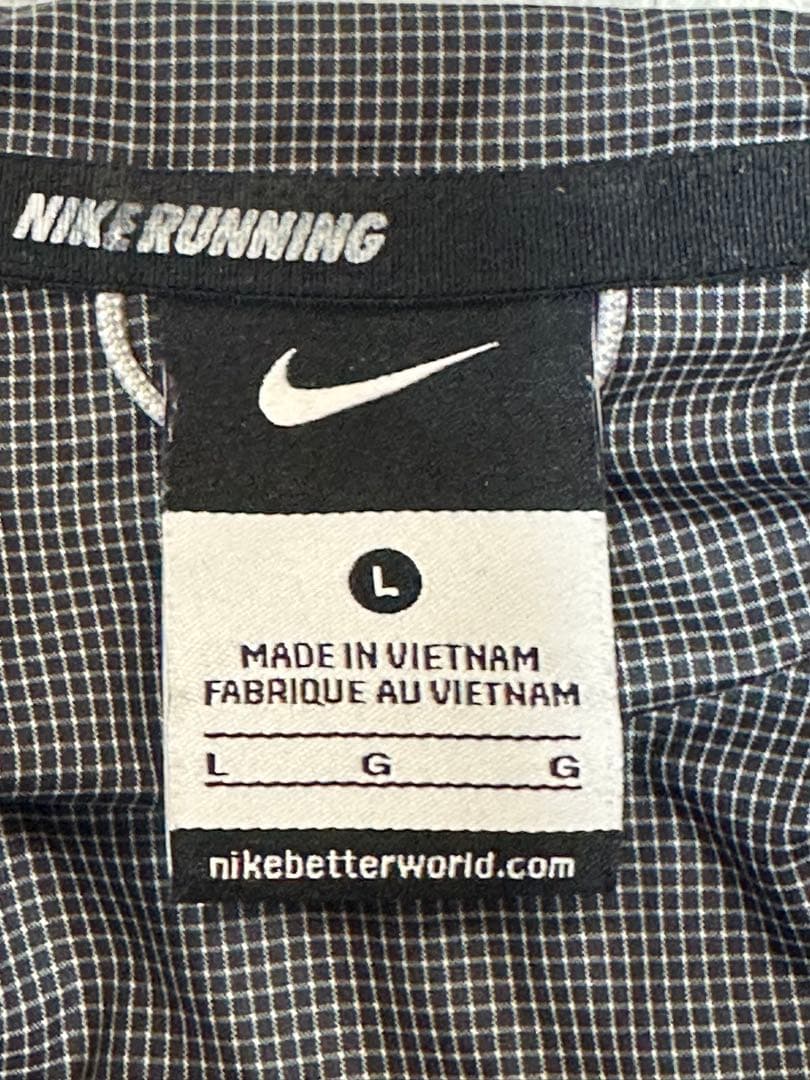 NIKERUNNING
L
MADE IN VIETNAM
FABRIQUE AU VIETNAM
L G G
nikebetterworld.com